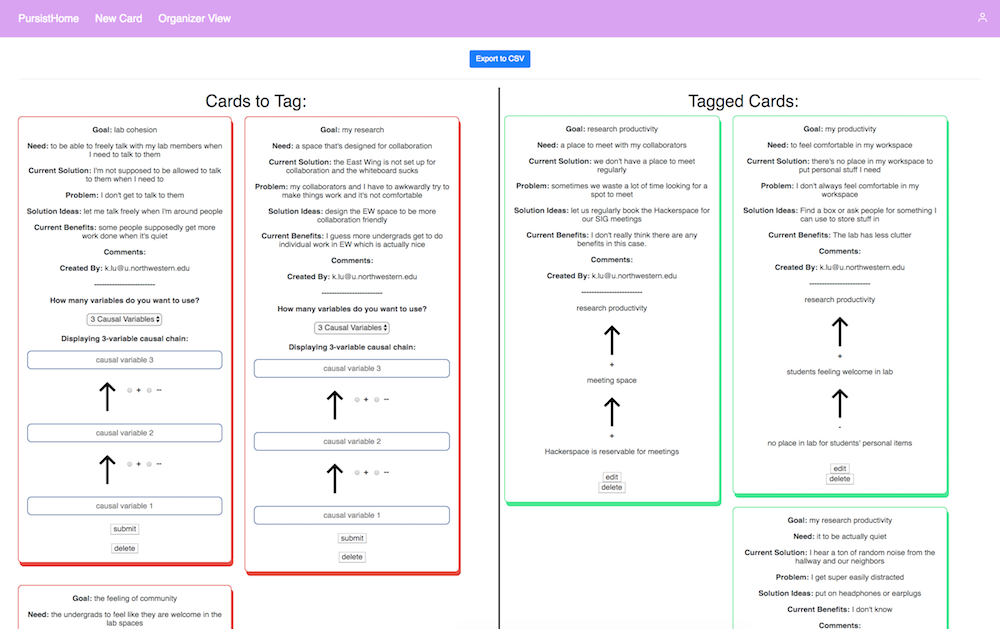 PursistHome New Card Organizer View
Export to CSV
Cards to Tag:
Goal: lab cohesion
Need: to be able to freely talk with my lab members when
I need to talk to them
Current Solution: I'm not supposed to be allowed to talk
to them when I need to
Problem: I don't get to talk to them
Solution Ideas: let me talk freely when I'm around people
Current Benefits: some people supposedly get more
work done when it's quiet
Comments:
Created By: k.lu@u.northwestern.edu
------------------------
How many variables do you want to use?
3 Causal Variables
Displaying 3-variable causal chain:
causal variable 3
+ --
causal variable 2
+ --
causal variable 1
submit
delete
Goal: the feeling of community
Need: the undergrads to feel like they are welcome in the
lab spaces
Goal: my research
Need: a space that's designed for collaboration
Current Solution: the East Wing is not set up for
collaboration and the whiteboard sucks
Problem: my collaborators and I have to awkwardly try to
make things work and it's not comfortable
Solution Ideas: design the EW space to be more
collaboration friendly
Current Benefits: I guess more undergrads get to do
individual work in EW which is actually nice
Comments:
Created By: k.lu@u.northwestern.edu
------------------------
How many variables do you want to use?
3 Causal Variables
Displaying 3-variable causal chain:
causal variable 3
+ --
causal variable 2
+ --
causal variable 1
submit
delete
Tagged Cards:
Goal: research productivity
Need: a place to meet with my collaborators
Current Solution: we don't have a place to meet
regularly
Problem: sometimes we waste a lot of time looking for a
spot to meet
Solution Ideas: let us regularly book the Hackerspace for
our SIG meetings
Current Benefits: I don't really think there are any
benefits in this case.
Comments:
Created By: k.lu@u.northwestern.edu
------------------------
research productivity
+
meeting space
+
Hackerspace is reservable for meetings
edit
delete
Goal: my productivity
Need: to feel comfortable in my workspace
Current Solution: there's no place in my workspace to
put personal stuff I need
Problem: I don't always feel comfortable in my
workspace
Solution Ideas: Find a box or ask people for something I
can use to store stuff in
Current Benefits: The lab has less clutter
Comments:
Created By: k.lu@u.northwestern.edu
------------------------
research productivity
+
students feeling welcome in lab
-
no place in lab for students' personal items
edit
delete
Goal: my research productivity
Need: it to be actually quiet
Current Solution: I hear a ton of random noise from the
hallway and our neighbors
Problem: I get super easily distracted
Solution Ideas: put on headphones or earplugs
Current Benefits: I don't know
Comments: